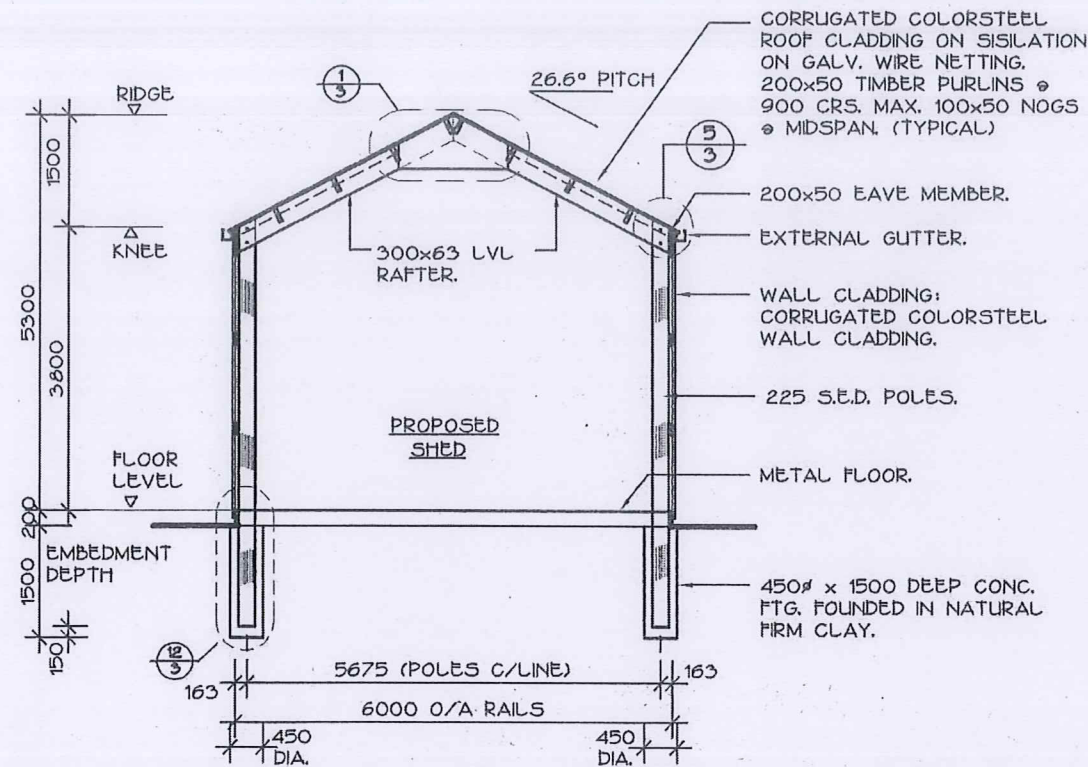 CORRUGATED COLORSTEEL
ROOF CLADDING ON SISILATION
ON GALV. WIRE NETTING.
200x50 TIMBER PURLINS @
900 CRS. MAX. 100x50 NOGS
@ MIDSPAN. (TYPICAL)
1
3
26.6° PITCH
RIDGE
5
3
1500
200x50 EAVE MEMBER.
KNEE
EXTERNAL GUTTER.
300x63 LVL
RAFTER.
WALL CLADDING:
CORRUGATED COLORSTEEL
WALL CLADDING.
5300
3800
225 S.E.D. POLES.
PROPOSED
SHED
FLOOR
LEVEL
METAL FLOOR.
200
EMBEDMENT
DEPTH
1500
450ø x 1500 DEEP CONC.
FTG. FOUNDED IN NATURAL
FIRM CLAY.
150
12
3
163
5675 (POLES C/LINE)
163
6000 O/A RAILS
450
DIA.
450
DIA.